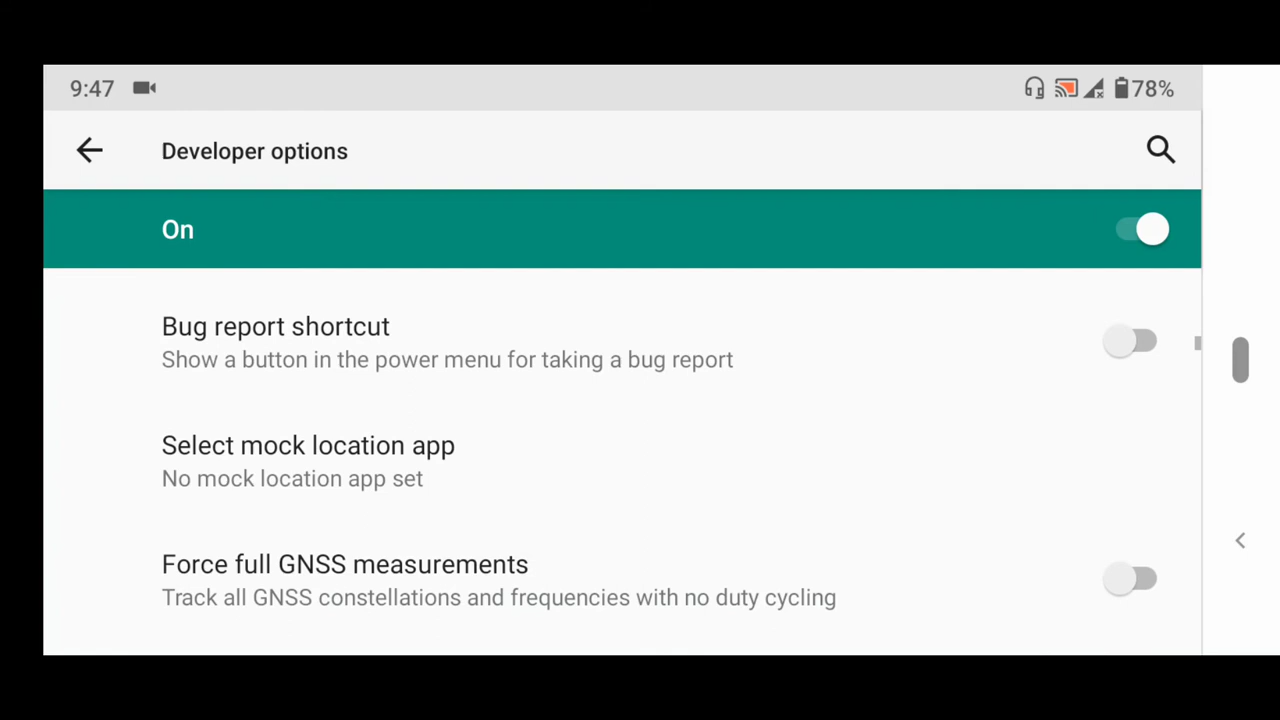 9:47
78%
Developer options
On
Bug report shortcut
Show a button in the power menu for taking a bug report
Select mock location app
No mock location app set
Force full GNSS measurements
Track all GNSS constellations and frequencies with no duty cycling